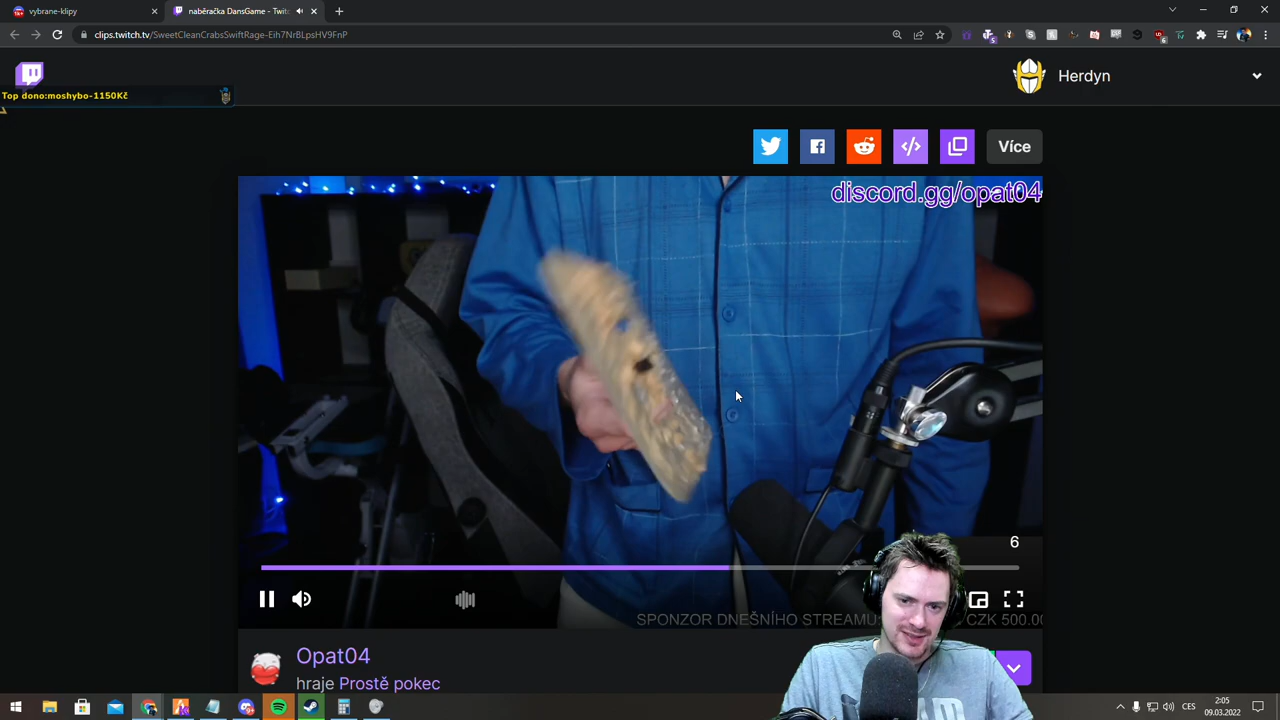 vybrane-klipy
naběračka DansGame - Twitc
clips.twitch.tv/SweetCleanCrabsSwiftRage-Eih7NrBLpsHV9FnP
Herdyn
Top dono:moshybo-1150Kč
Více
discord.gg/opat04
6
SPONZOR DNEŠNÍHO STREAMU:
CZK 500.00
Opat04
hraje Prostě pokec
CES
2:05
09.03.2022